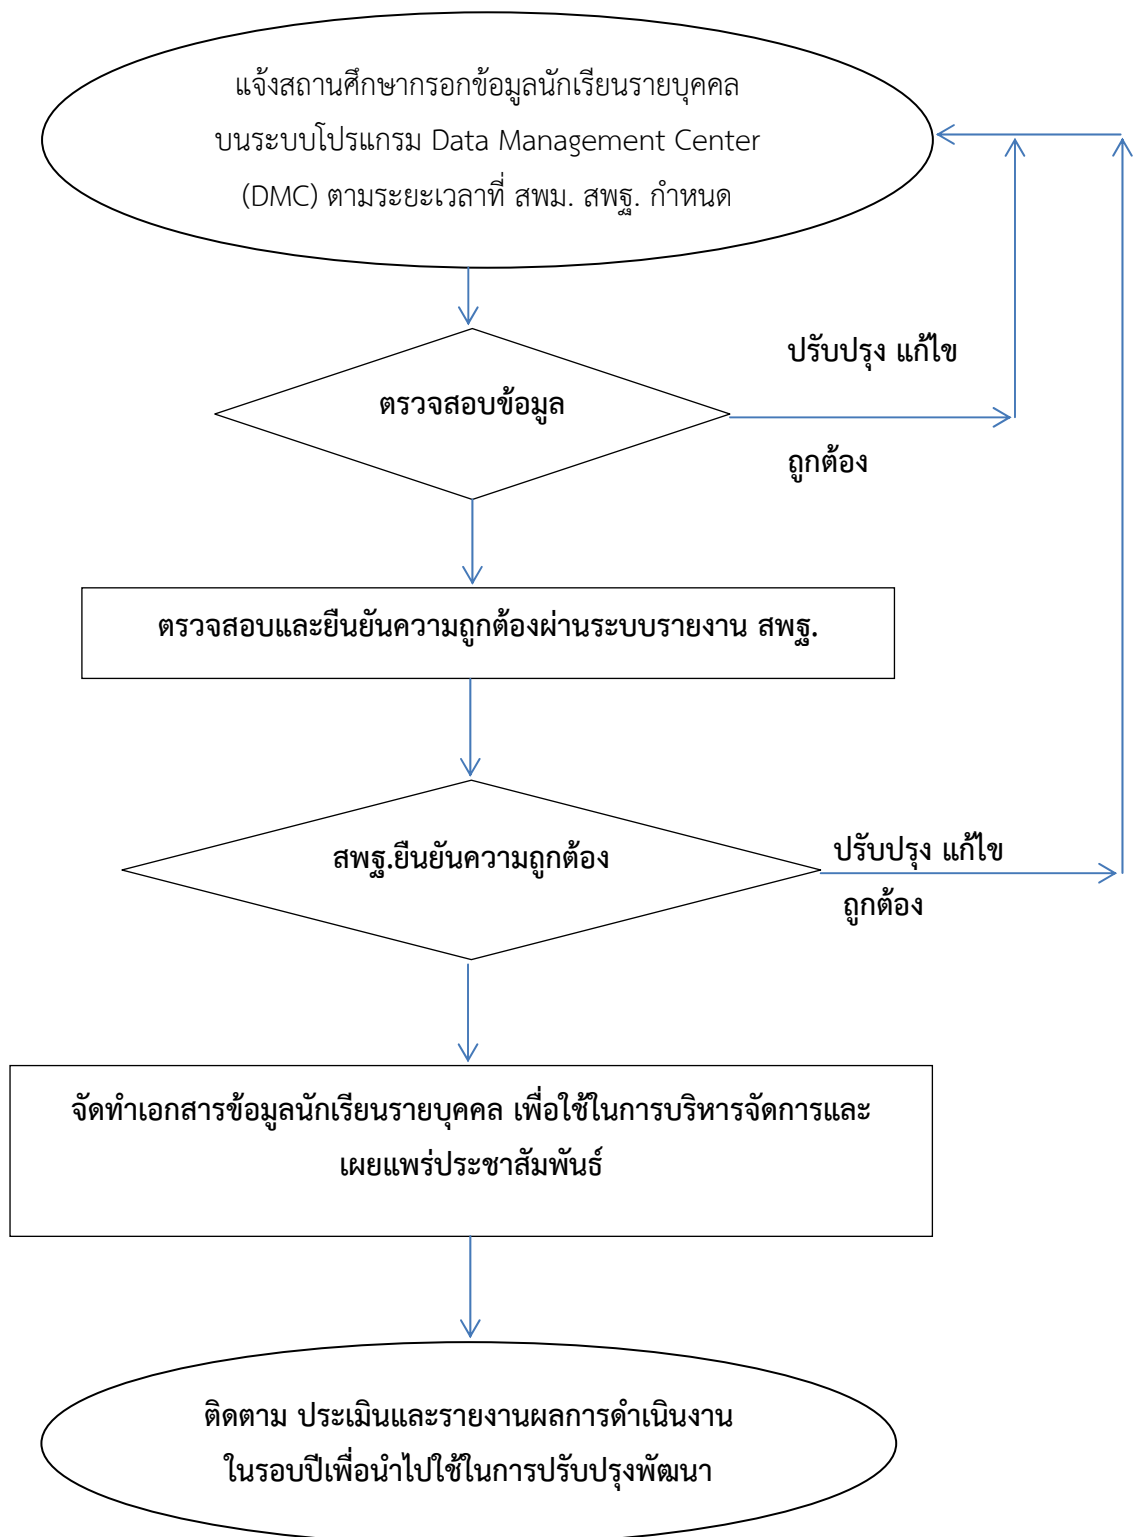 แจ้งสถานศึกษากรอกข้อมูลนักเรียนรายบุคคล
บนระบบโปรแกรม Data Management Center
(DMC) ตามระยะเวลาที่ สพม. สพฐ. กำหนด
ปรับปรุง แก้ไข
ตรวจสอบข้อมูล
ถูกต้อง
ตรวจสอบและยืนยันความถูกต้องผ่านระบบรายงาน สพฐ.
สพฐ.ยืนยันความถูกต้อง
ปรับปรุง แก้ไข
ถูกต้อง
จัดทำเอกสารข้อมูลนักเรียนรายบุคคล เพื่อใช้ในการบริหารจัดการและ
เผยแพร่ประชาสัมพันธ์
ติดตาม ประเมินและรายงานผลการดำเนินงาน
ในรอบปีเพื่อนำไปใช้ในการปรับปรุงพัฒนา